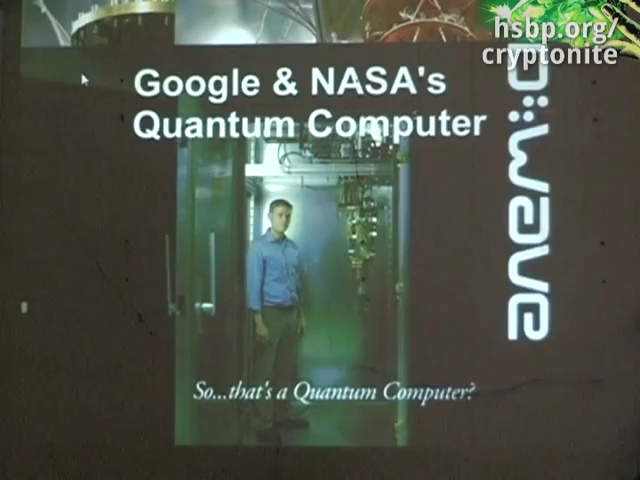 hsbp.org/
cryptonite
Google & NASA's
Quantum Computer
D:Wave
So...that's a Quantum Computer?